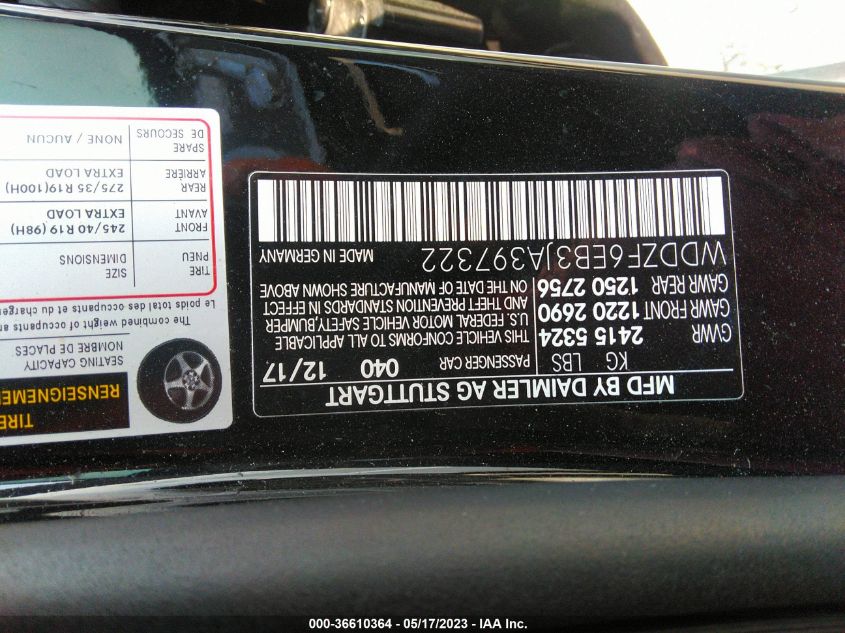 MFD BY DAIMLER AG STUTTGART
KG LBS PASSENGER CAR 040 12/17
GVWR 2415 5324
GAWR FRONT 1220 2690
GAWR REAR 1250 2756
THIS VEHICLE CONFORMS TO ALL APPLICABLE
U.S. FEDERAL MOTOR VEHICLE SAFETY,BUMPER
AND THEFT PREVENTION STANDARDS IN EFFECT
ON THE DATE OF MANUFACTURE SHOWN ABOVE
WDDZF6EB3JA397322 MADE IN GERMANY
TIRE
RENSEIGNEME
SEATING CAPACITY
NOMBRE DE PLACES
The combined weight of occupants an
Le poids total des occupants et du charge
TIRE SIZE
PNEU DIMENSIONS
FRONT 245/40 R19 (98H)
AVANT EXTRA LOAD
REAR 275/35 R19(100H)
ARRIÈRE EXTRA LOAD
SPARE NONE / AUCUN
DE SECOURS
000-36610364 - 05/17/2023 - IAA Inc.